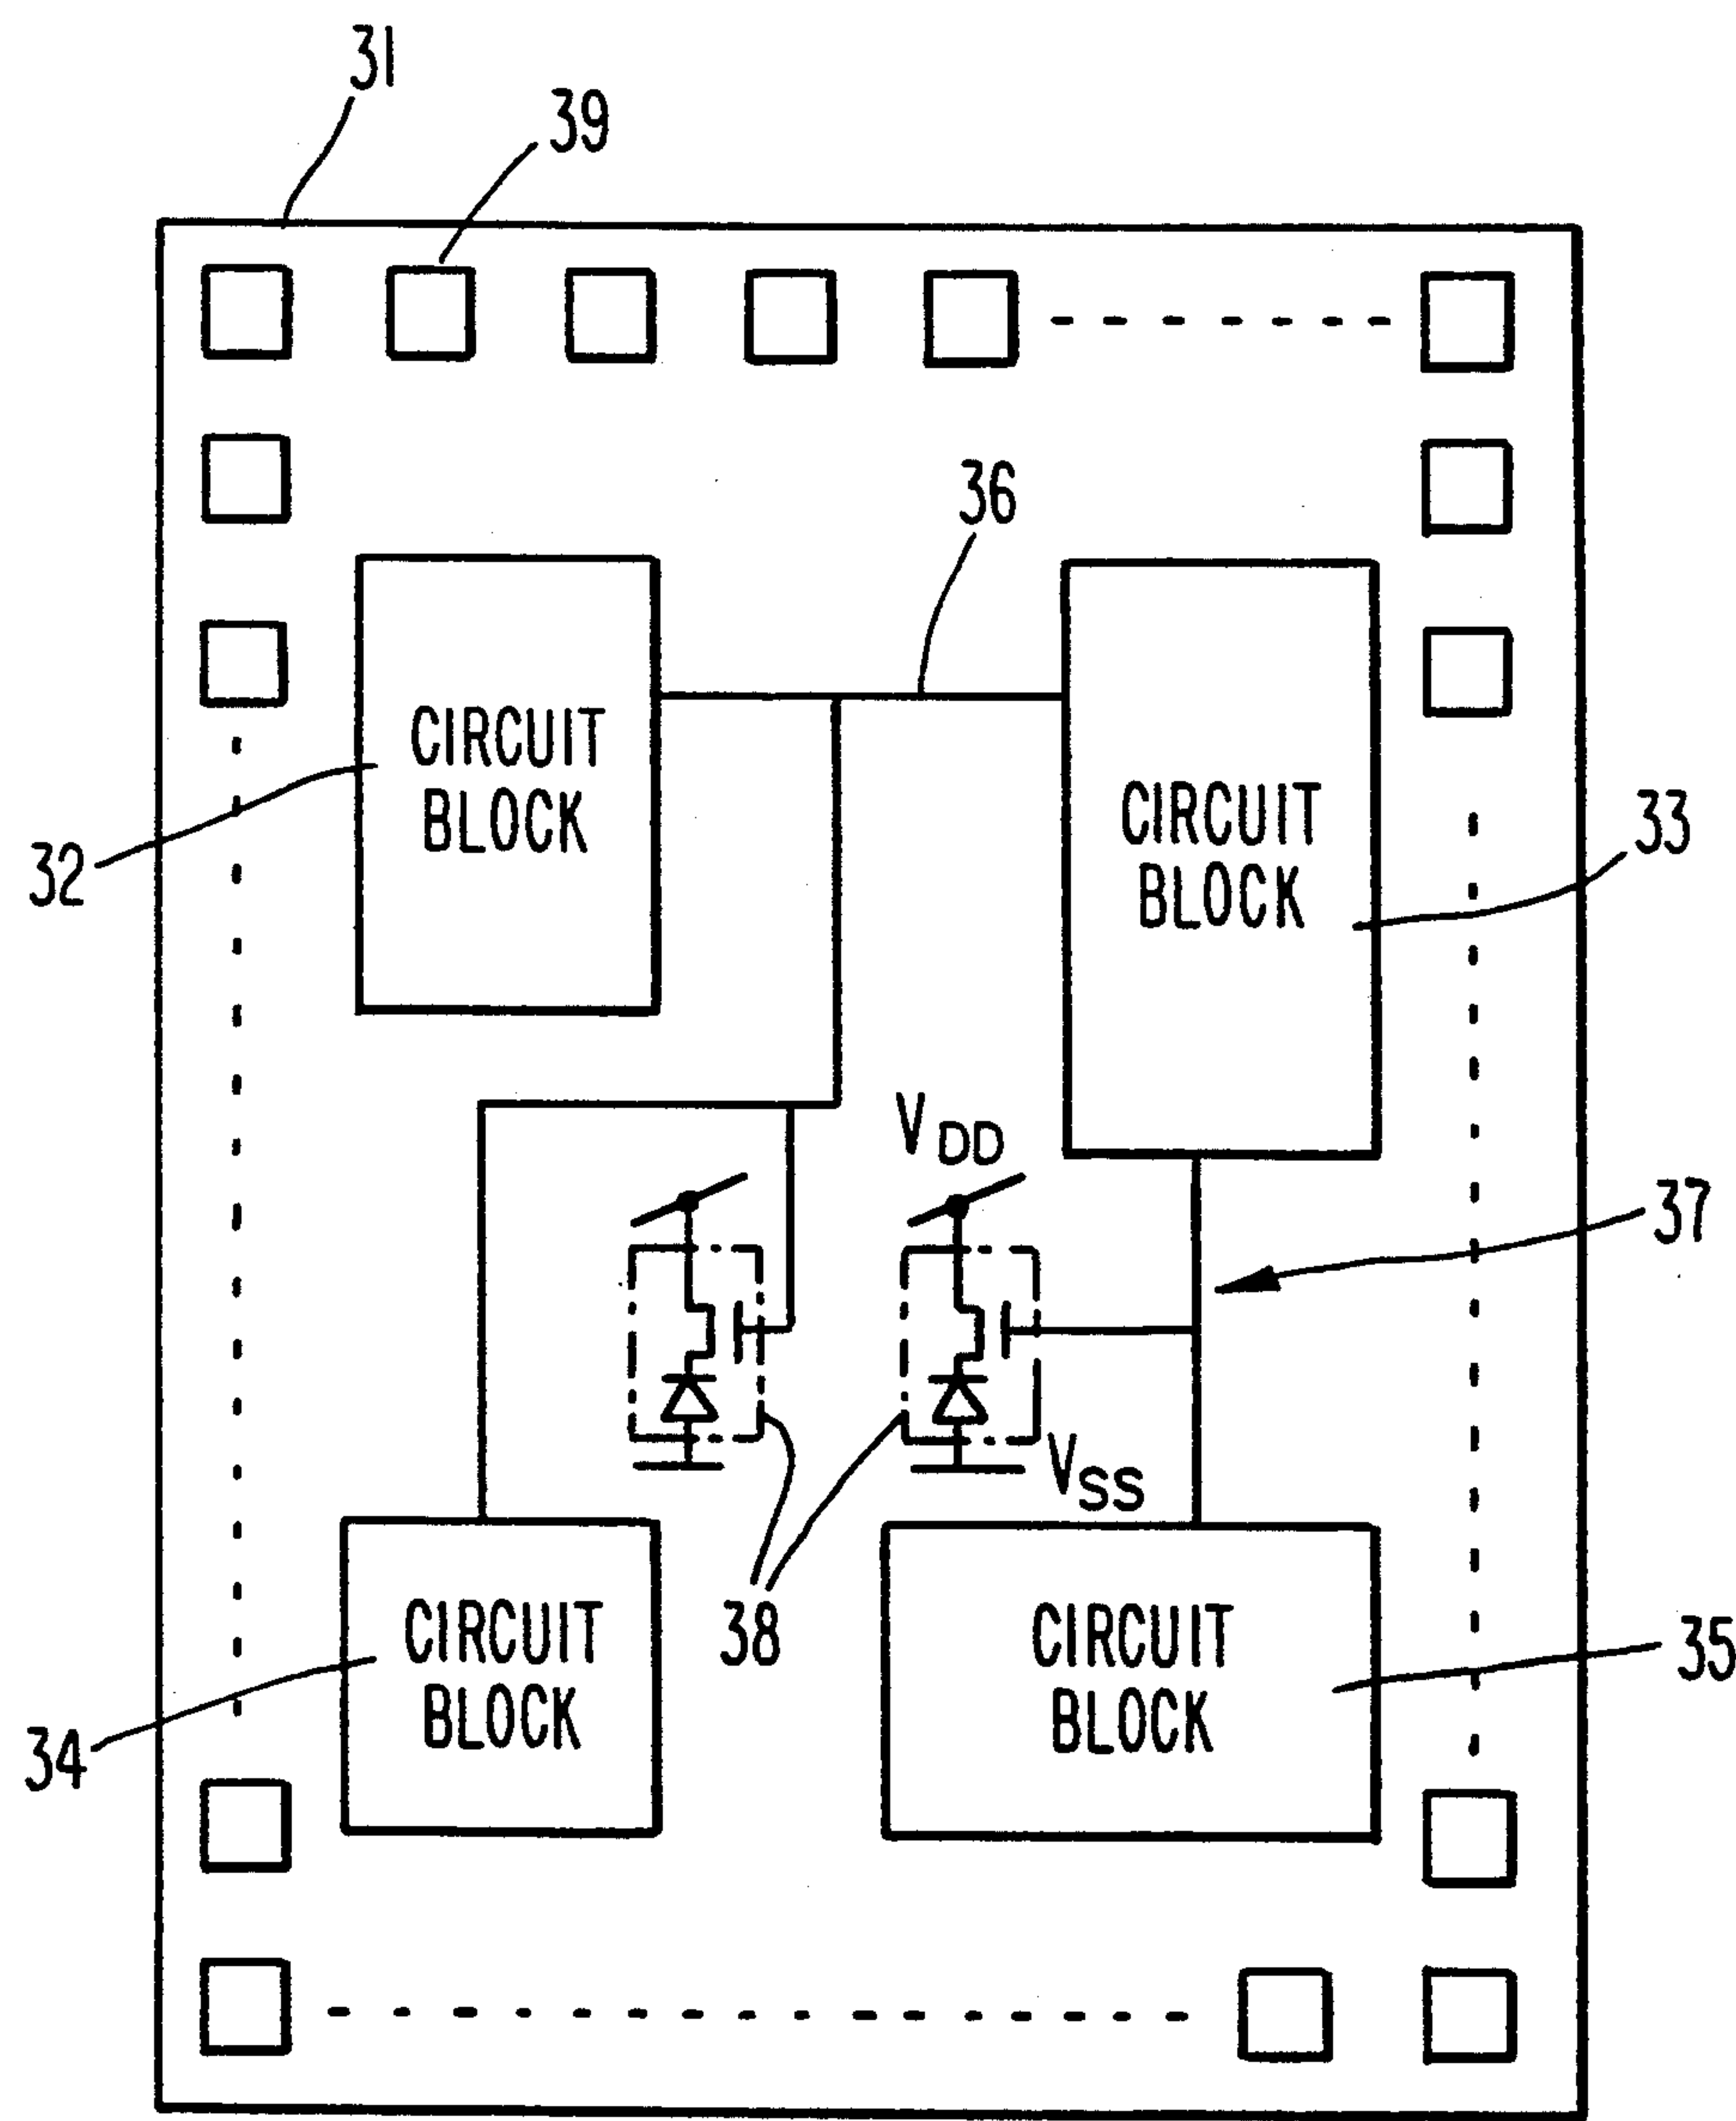 31
39
36
CIRCUIT
BLOCK
CIRCUIT
BLOCK
32
33
VDD
37
VSS
38
CIRCUIT
BLOCK
CIRCUIT
BLOCK
34
35